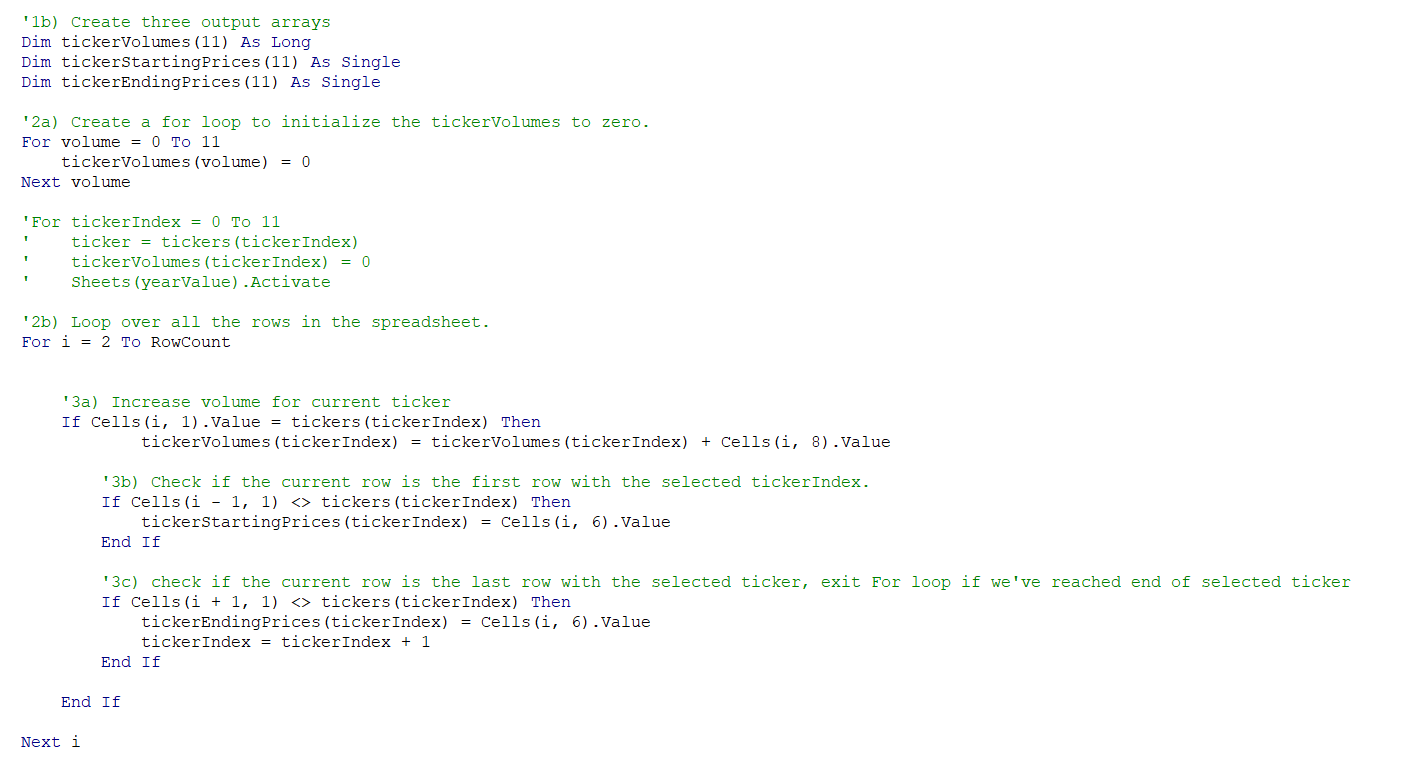 '1b) Create three output arrays
Dim tickerVolumes(11) As Long
Dim tickerStartingPrices(11) As Single
Dim tickerEndingPrices(11) As Single
'2a) Create a for loop to initialize the tickerVolumes to zero.
For volume = 0 To 11
    tickerVolumes(volume) = 0
Next volume
'For tickerIndex = 0 To 11
'    ticker = tickers(tickerIndex)
'    tickerVolumes(tickerIndex) = 0
'    Sheets(yearValue).Activate
'2b) Loop over all the rows in the spreadsheet.
For i = 2 To RowCount
    '3a) Increase volume for current ticker
    If Cells(i, 1).Value = tickers(tickerIndex) Then
            tickerVolumes(tickerIndex) = tickerVolumes(tickerIndex) + Cells(i, 8).Value
        '3b) Check if the current row is the first row with the selected tickerIndex.
        If Cells(i - 1, 1) <> tickers(tickerIndex) Then
            tickerStartingPrices(tickerIndex) = Cells(i, 6).Value
        End If
        '3c) check if the current row is the last row with the selected ticker, exit For loop if we've reached end of selected ticker
        If Cells(i + 1, 1) <> tickers(tickerIndex) Then
            tickerEndingPrices(tickerIndex) = Cells(i, 6).Value
            tickerIndex = tickerIndex + 1
        End If
    End If
Next i